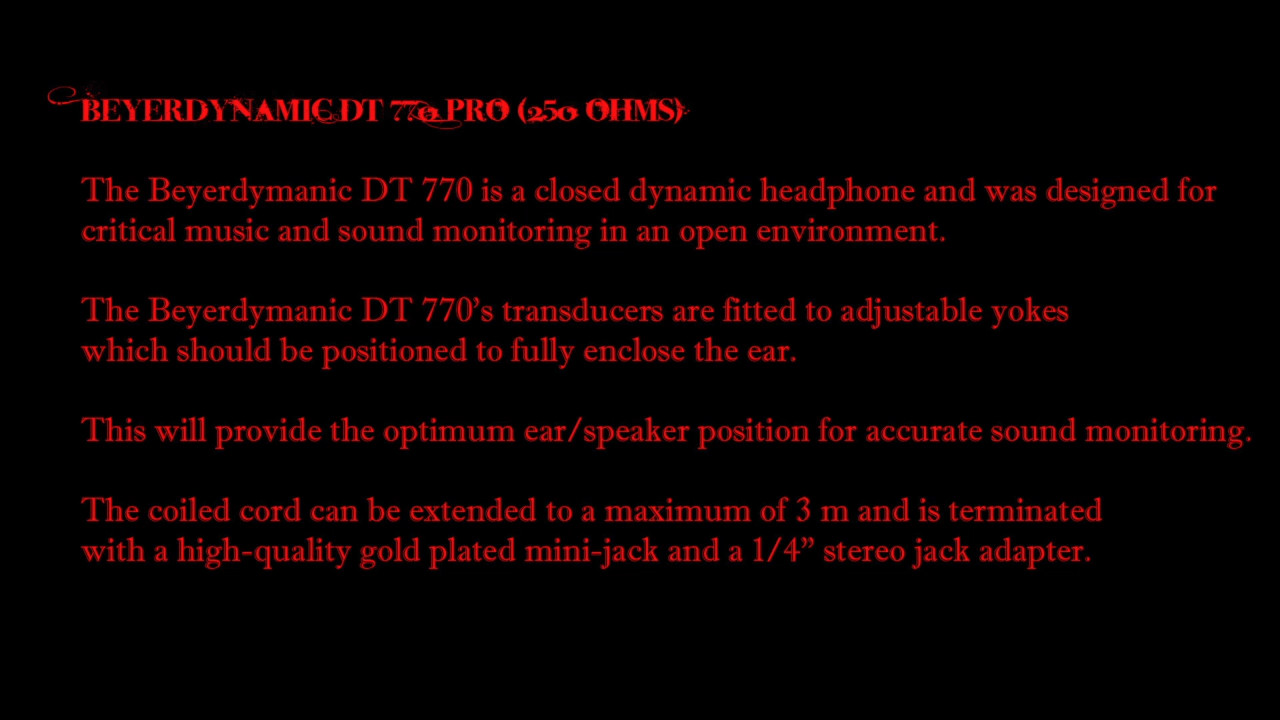 BEYERDYNAMIC DT 770 PRO (250 OHMS)
The Beyerdymanic DT 770 is a closed dynamic headphone and was designed for
critical music and sound monitoring in an open environment.
The Beyerdymanic DT 770’s transducers are fitted to adjustable yokes
which should be positioned to fully enclose the ear.
This will provide the optimum ear/speaker position for accurate sound monitoring.
The coiled cord can be extended to a maximum of 3 m and is terminated
with a high-quality gold plated mini-jack and a 1/4” stereo jack adapter.